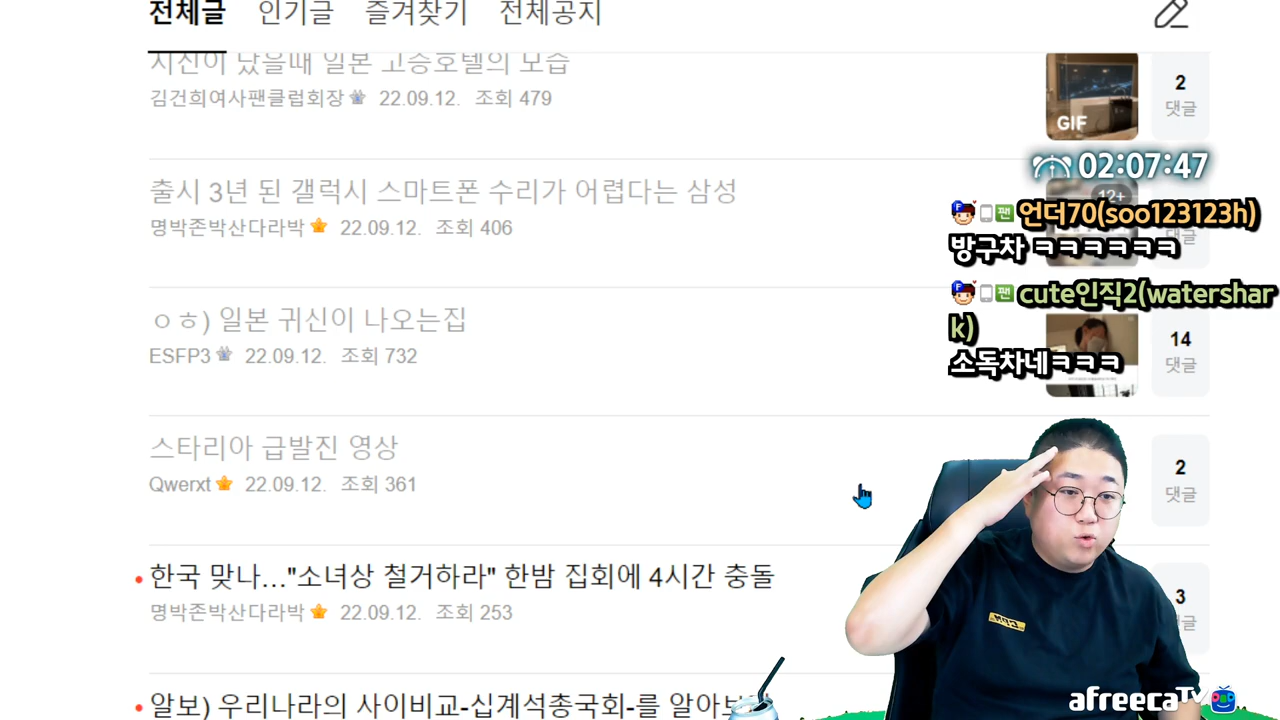 전체글 인기글 즐겨찾기 전체공지
지진이 났을때 일본 고층호텔의 모습
김건희여사팬클럽회장 22.09.12. 조회 479
GIF
2
댓글
02:07:47
출시 3년 된 갤럭시 스마트폰 수리가 어렵다는 삼성
명박존박산다라박 22.09.12. 조회 406
12+
댓글
언더70(soo123123h)
방구차 ㅋㅋㅋㅋㅋㅋ
cute인직2(watershar
k)
소독차네ㅋㅋㅋ
ㅇㅎ) 일본 귀신이 나오는집
ESFP3 22.09.12. 조회 732
14
댓글
스타리아 급발진 영상
Qwerxt 22.09.12. 조회 361
2
댓글
한국 맞나…"소녀상 철거하라" 한밤 집회에 4시간 충돌
명박존박산다라박 22.09.12. 조회 253
3
댓글
알보) 우리나라의 사이비교-십계석총국회-를
afreecaTV